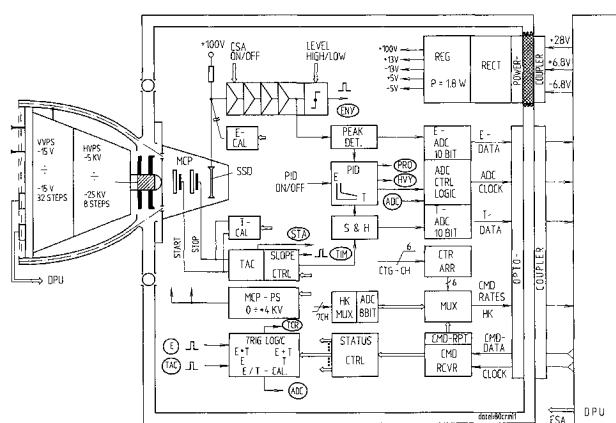 +100V
CSA
ON/OFF
LEVEL
HIGH/LOW
ENY
E-
CAL
+100V
+13V
-13V
+5V
-5V
REG
P = 1.8 W
RECT
POWER-
COUPLER
+28V
+6.8V
-6.8V
VVPS
-15 V
÷
-15 V
32 STEPS
HVPS
-5 KV
÷
-25 KV
8 STEPS
MCP
SSD
PEAK
DET.
E-
ADC
10 BIT
E-
DATA
PID
ON/OFF
PID
E
T
PRO
HVY
ADC
ADC
CTRL
LOGIC
ADC
CLOCK
S & H
T-
ADC
10 BIT
T-
DATA
START
STOP
T-
CAL
STA
TAC
SLOPE
CTRL
TIM
6
CTG-CH
CTR
ARR
6
OPTO-
COUPLER
DPU
MCP-PS
0 ÷ +4 KV
7CH
HK
MUX
ADC
8BIT
MUX
CMD
RATES
HK
TCR
E
TAC
TRIG LOGIC
E*T
E+T
E
T
E/T-CAL.
ADC
STATUS
CTRL
CMD-RPT
CMD
RCVR
CMD-
DATA
CLOCK
ESA
DPU